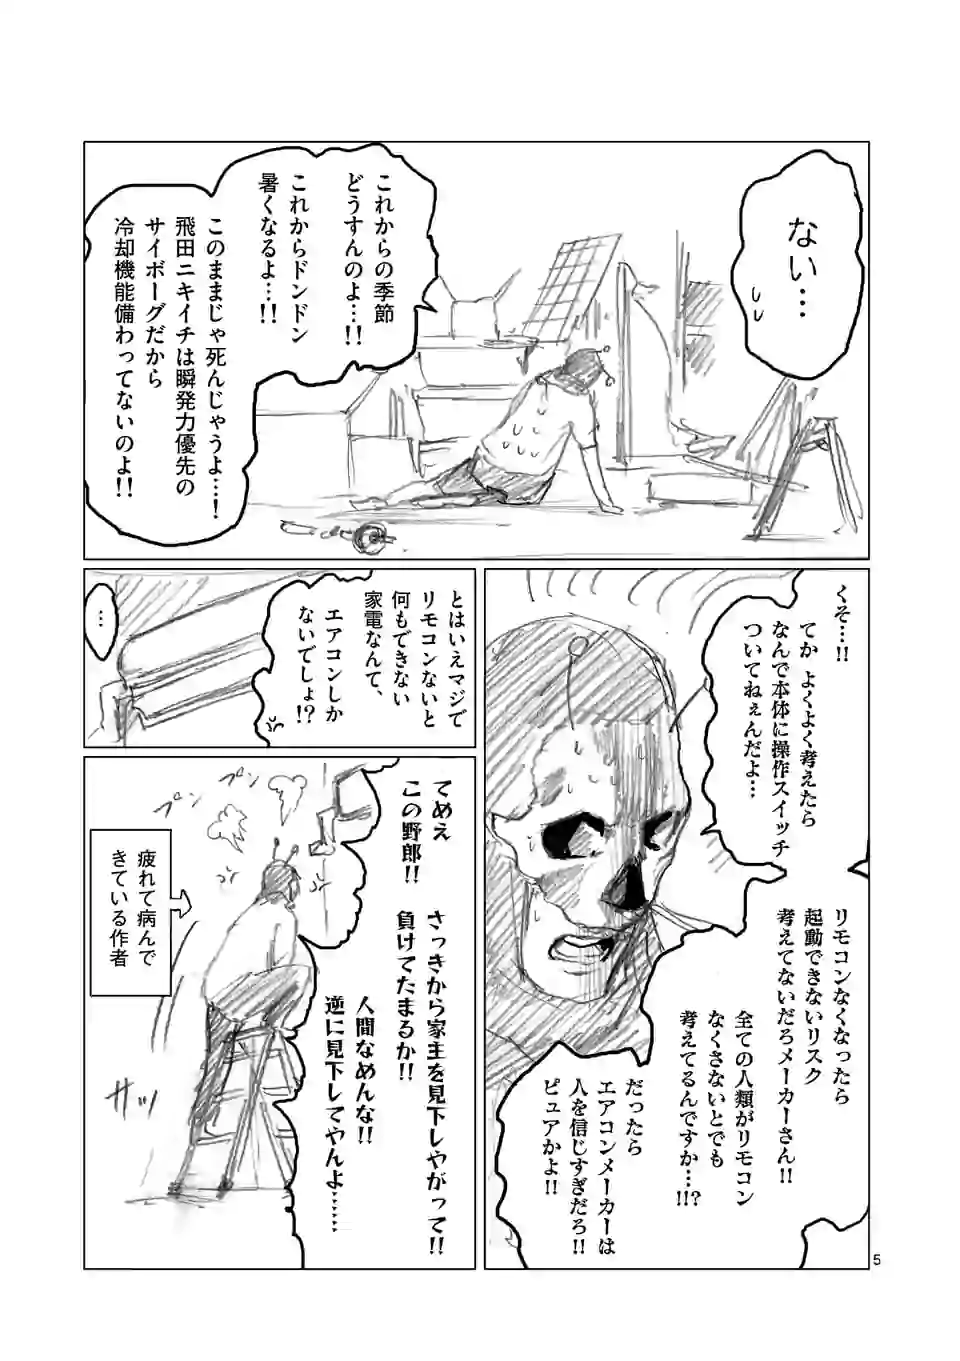 ない…
これからの季節
どうすんのよ…!!
これからドンドン
暑くなるよ…!!
このままじゃ死んじゃうよ…!
飛田ニキイチは瞬発力優先の
サイボーグだから
冷却機能備わってないのよ!!
くそ…!!
てか よくよく考えたら
なんで本体に操作スイッチ
ついてねぇんだよ…
リモコンなくなったら
起動できないリスク
考えてないだろメーカーさん!!
全ての人類がリモコン
なくさないとでも
考えてるんですか…!!?
だったら
エアコンメーカーは
人を信じすぎだろ!!
ピュアかよ!!
とはいえマジで
リモコンないと
何もできない
家電なんて、
エアコンしか
ないでしょ!?
…
てめえ
この野郎!!
さっきから家主を見下しやがって!!
負けてたまるか!!
人間なめんな!!
逆に見下してやんよ……
プン
プン
疲れて病んで
きている作者
ガッ
5